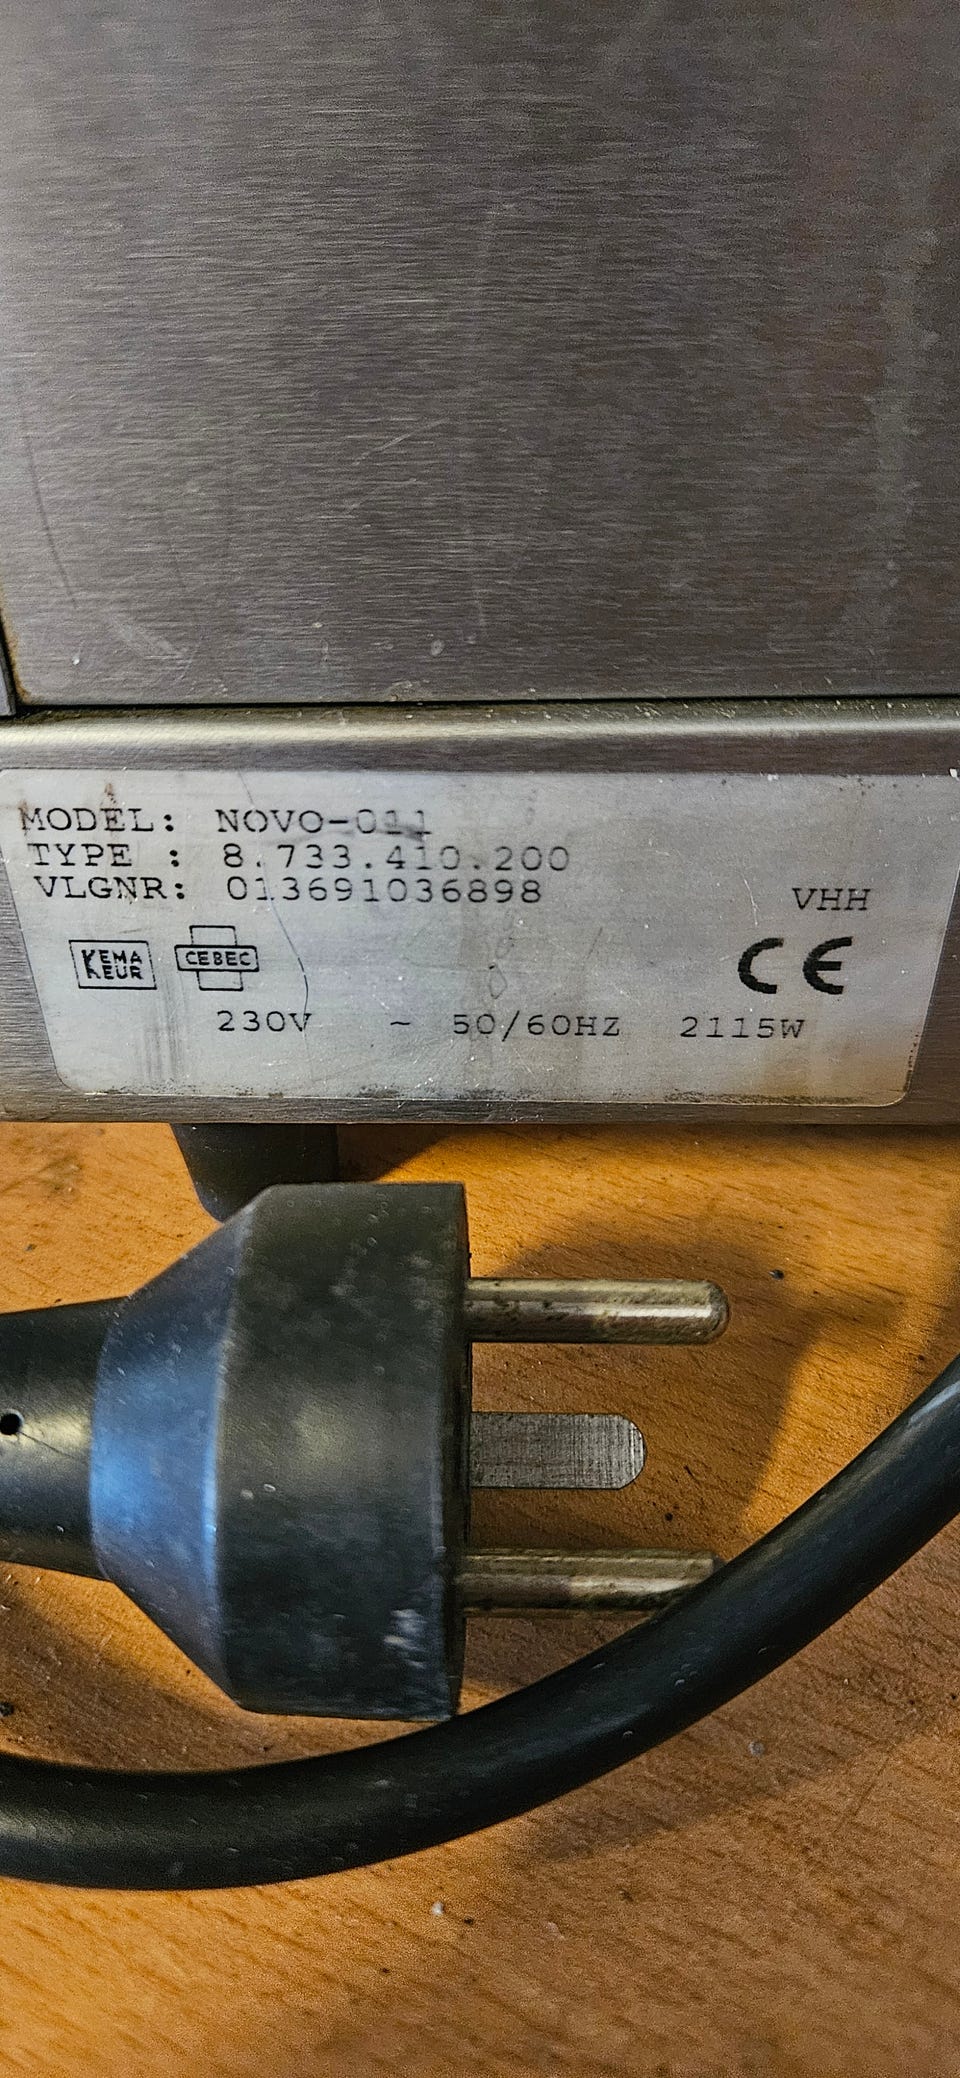 MODEL: NOVO-011
TYPE : 8.733.410.200
VLGNR: 013691036898
VHH
KEMA KEUR
CEBEC
CE
230V ~ 50/60HZ 2115W